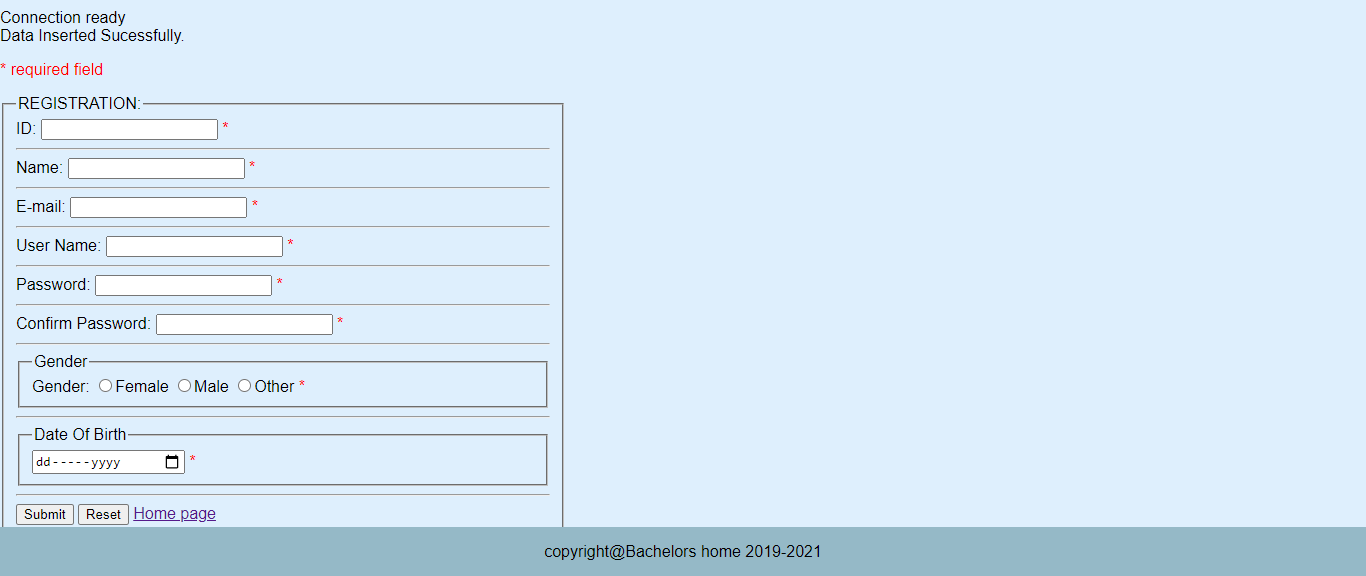 Connection ready
Data Inserted Sucessfully.
* required field
REGISTRATION:
ID: *
Name: *
E-mail: *
User Name: *
Password: *
Confirm Password: *
Gender
Gender: Female Male Other *
Date Of Birth
dd-----yyyy *
Submit Reset Home page
copyright@Bachelors home 2019-2021